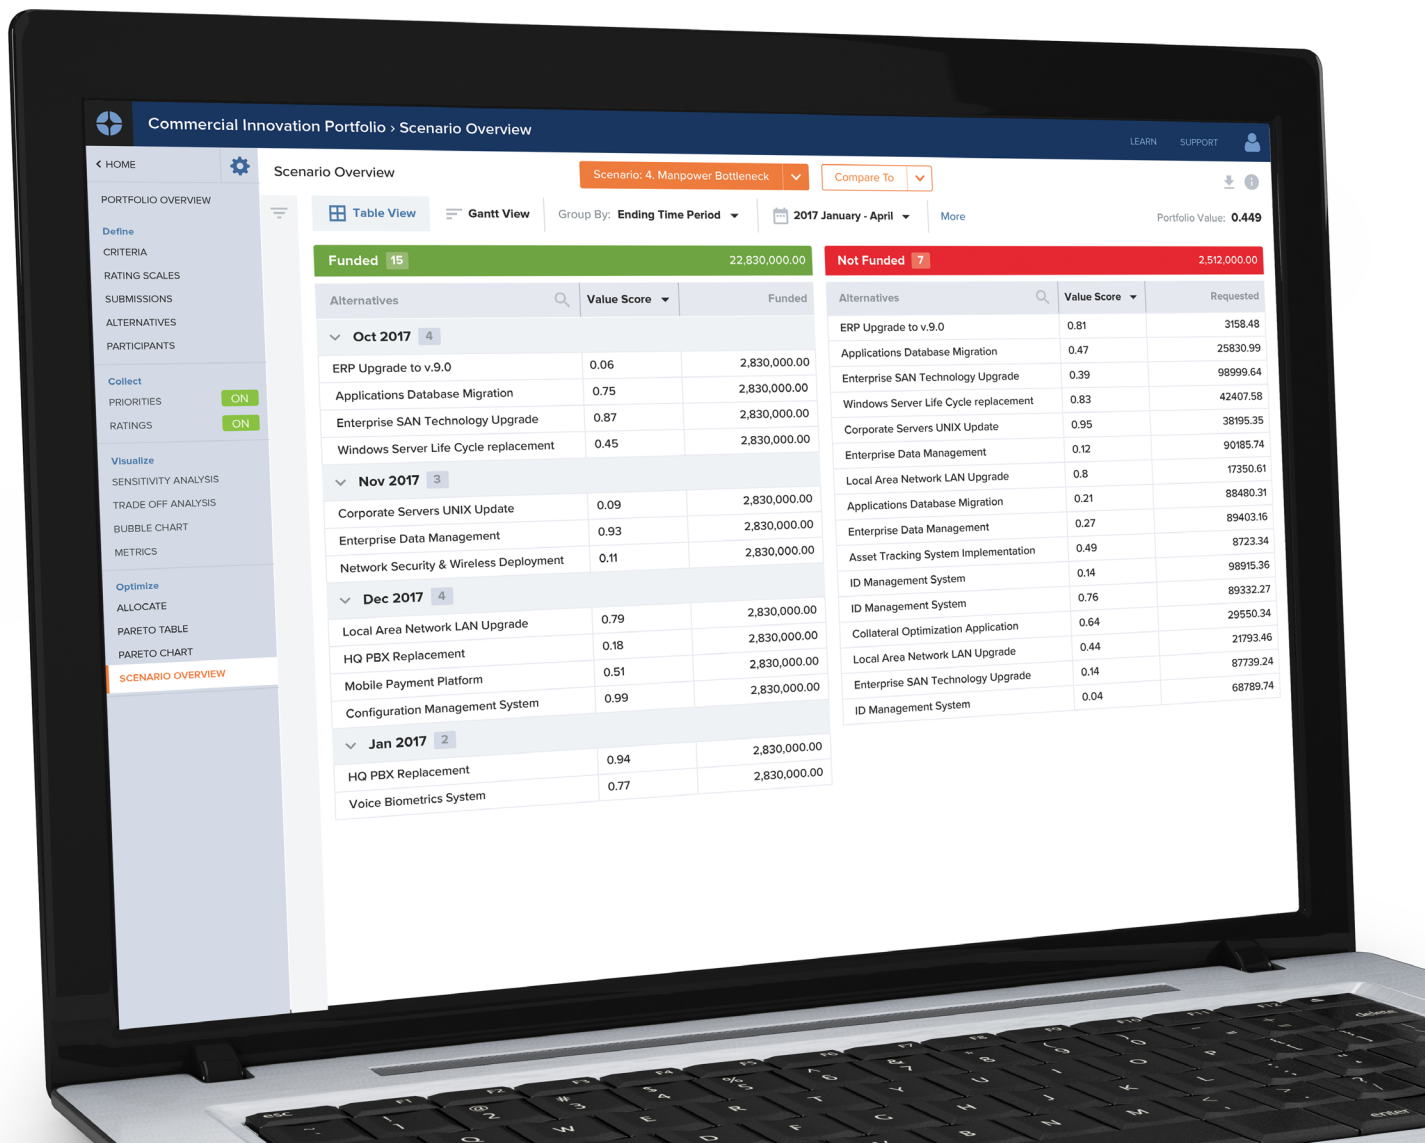 Commercial Innovation Portfolio › Scenario Overview
LEARN SUPPORT
< HOME
Scenario Overview
Scenario: 4. Manpower Bottleneck
Compare To
PORTFOLIO OVERVIEW
Table View
Gantt View
Group By: Ending Time Period
2017 January - April
More
Portfolio Value: 0.449
Define
CRITERIA
RATING SCALES
SUBMISSIONS
ALTERNATIVES
PARTICIPANTS
Collect
PRIORITIES ON
RATINGS ON
Visualize
SENSITIVITY ANALYSIS
TRADE OFF ANALYSIS
BUBBLE CHART
METRICS
Optimize
ALLOCATE
PARETO TABLE
PARETO CHART
SCENARIO OVERVIEW
Funded 15 22,830,000.00
Alternatives Value Score Funded
Oct 2017 4
ERP Upgrade to v.9.0 0.06 2,830,000.00
Applications Database Migration 0.75 2,830,000.00
Enterprise SAN Technology Upgrade 0.87 2,830,000.00
Windows Server Life Cycle replacement 0.45 2,830,000.00
Nov 2017 3
Corporate Servers UNIX Update 0.09 2,830,000.00
Enterprise Data Management 0.93 2,830,000.00
Network Security & Wireless Deployment 0.11 2,830,000.00
Dec 2017 4
Local Area Network LAN Upgrade 0.79 2,830,000.00
HQ PBX Replacement 0.18 2,830,000.00
Mobile Payment Platform 0.51 2,830,000.00
Configuration Management System 0.99 2,830,000.00
Jan 2017 2
HQ PBX Replacement 0.94 2,830,000.00
Voice Biometrics System 0.77 2,830,000.00
Not Funded 7 2,512,000.00
Alternatives Value Score Requested
ERP Upgrade to v.9.0 0.81 3158.48
Applications Database Migration 0.47 25830.99
Enterprise SAN Technology Upgrade 0.39 98999.64
Windows Server Life Cycle replacement 0.83 42407.58
Corporate Servers UNIX Update 0.95 38195.35
Enterprise Data Management 0.12 90185.74
Local Area Network LAN Upgrade 0.8 17350.61
Applications Database Migration 0.21 88480.31
Enterprise Data Management 0.27 89403.16
Asset Tracking System Implementation 0.49 8723.34
ID Management System 0.14 98915.36
ID Management System 0.76 89332.27
Collateral Optimization Application 0.64 29550.34
Local Area Network LAN Upgrade 0.44 21793.46
Enterprise SAN Technology Upgrade 0.14 87739.24
ID Management System 0.04 68789.74
esc F1 F2 F3 F4 F5 F6 F7 F8 F9 F10 F11 F12
delete
Q W E R T Y U I O P
D F G H J K L
enter
B N M